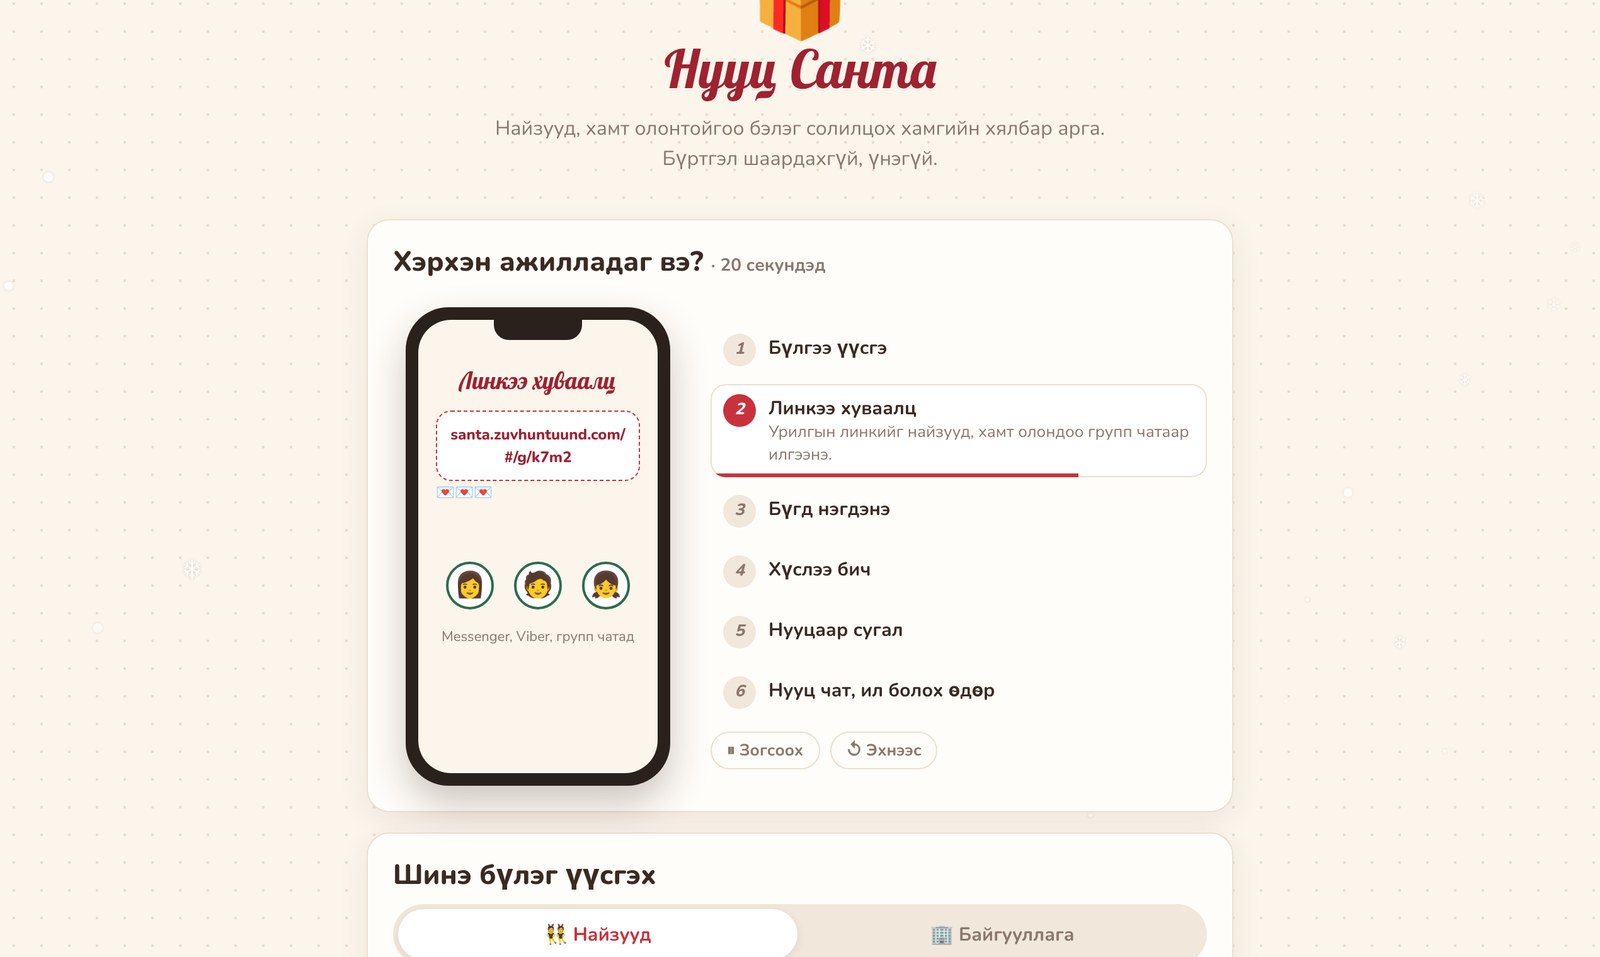 Нууц Санта
Найзууд, хамт олонтойгоо бэлэг солилцох хамгийн хялбар арга.
Бүртгэл шаардахгүй, үнэгүй.
Хэрхэн ажилладаг вэ? · 20 секундэд
Линкээ хуваалц
santa.zuvhuntuund.com/
#/g/k7m2
Messenger, Viber, групп чатад
1 Бүлгээ үүсгэ
2 Линкээ хуваалц
Урилгын линкийг найзууд, хамт олондоо групп чатаар
илгээнэ.
3 Бүгд нэгдэнэ
4 Хүслээ бич
5 Нууцаар сугал
6 Нууц чат, ил болох өдөр
Зогсоох
Эхнээс
Шинэ бүлэг үүсгэх
Найзууд
Байгууллага